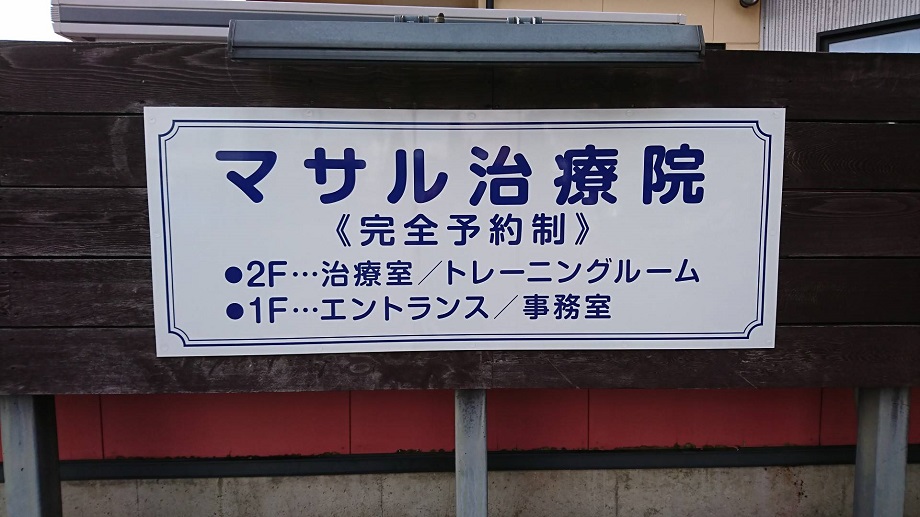 マサル治療院
《完全予約制》
●2F…治療室／トレーニングルーム
●1F…エントランス／事務室